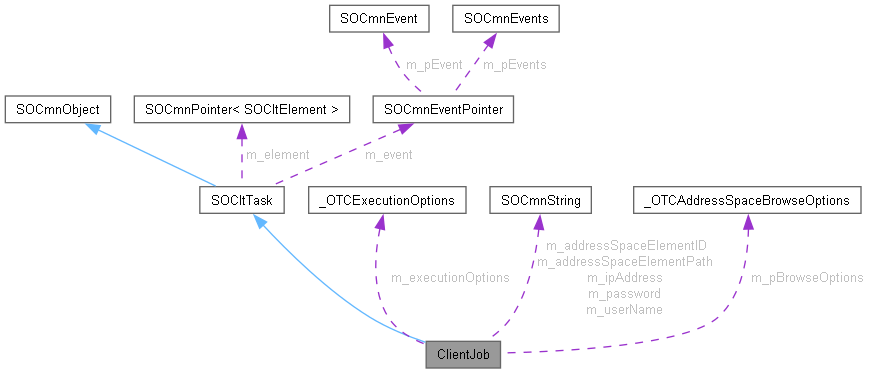 SOCmnEvent
SOCmnEvents
m_pEvent
m_pEvents
SOCmnObject
SOCmnPointer< SOCltElement >
SOCmnEventPointer
m_element
m_event
SOCltTask
_OTCExecutionOptions
SOCmnString
_OTCAddressSpaceBrowseOptions
m_executionOptions
m_addressSpaceElementID
m_addressSpaceElementPath
m_ipAddress
m_password
m_userName
m_pBrowseOptions
ClientJob